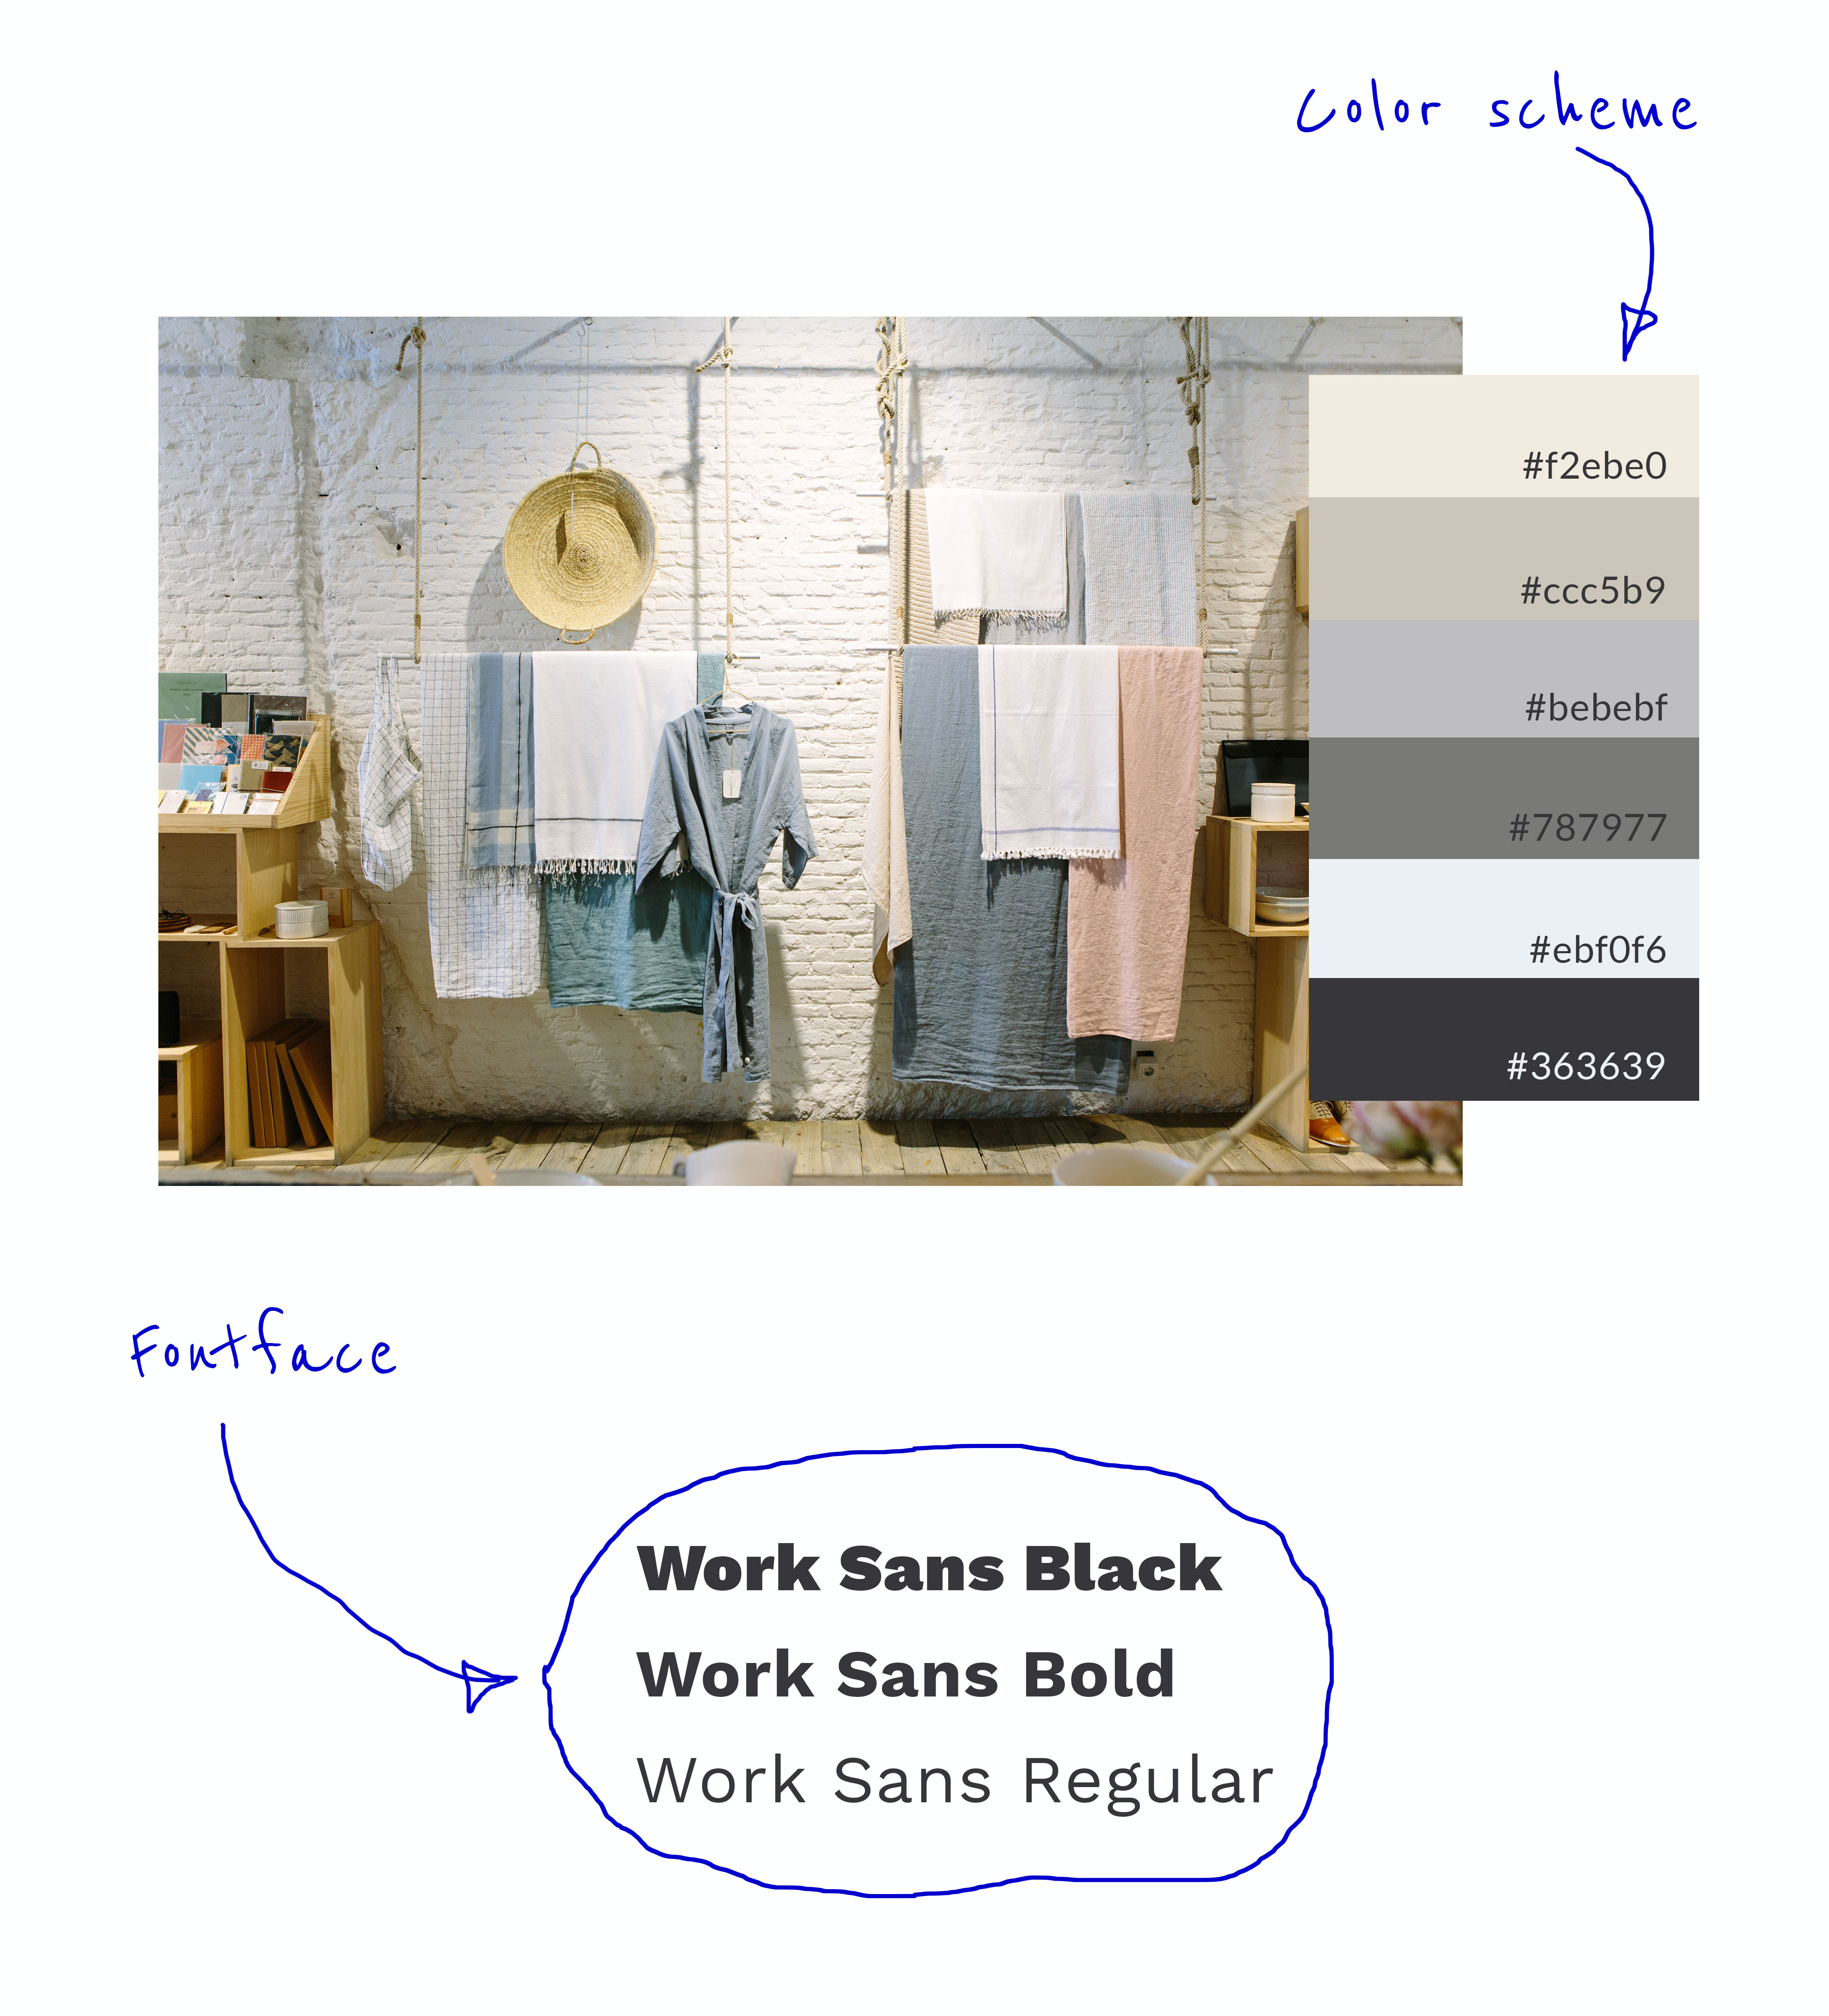 Color scheme
#f2ebe0
#ccc5b9
#bebebf
#787977
#ebf0f6
#363639
Fontface
Work Sans Black
Work Sans Bold
Work Sans Regular